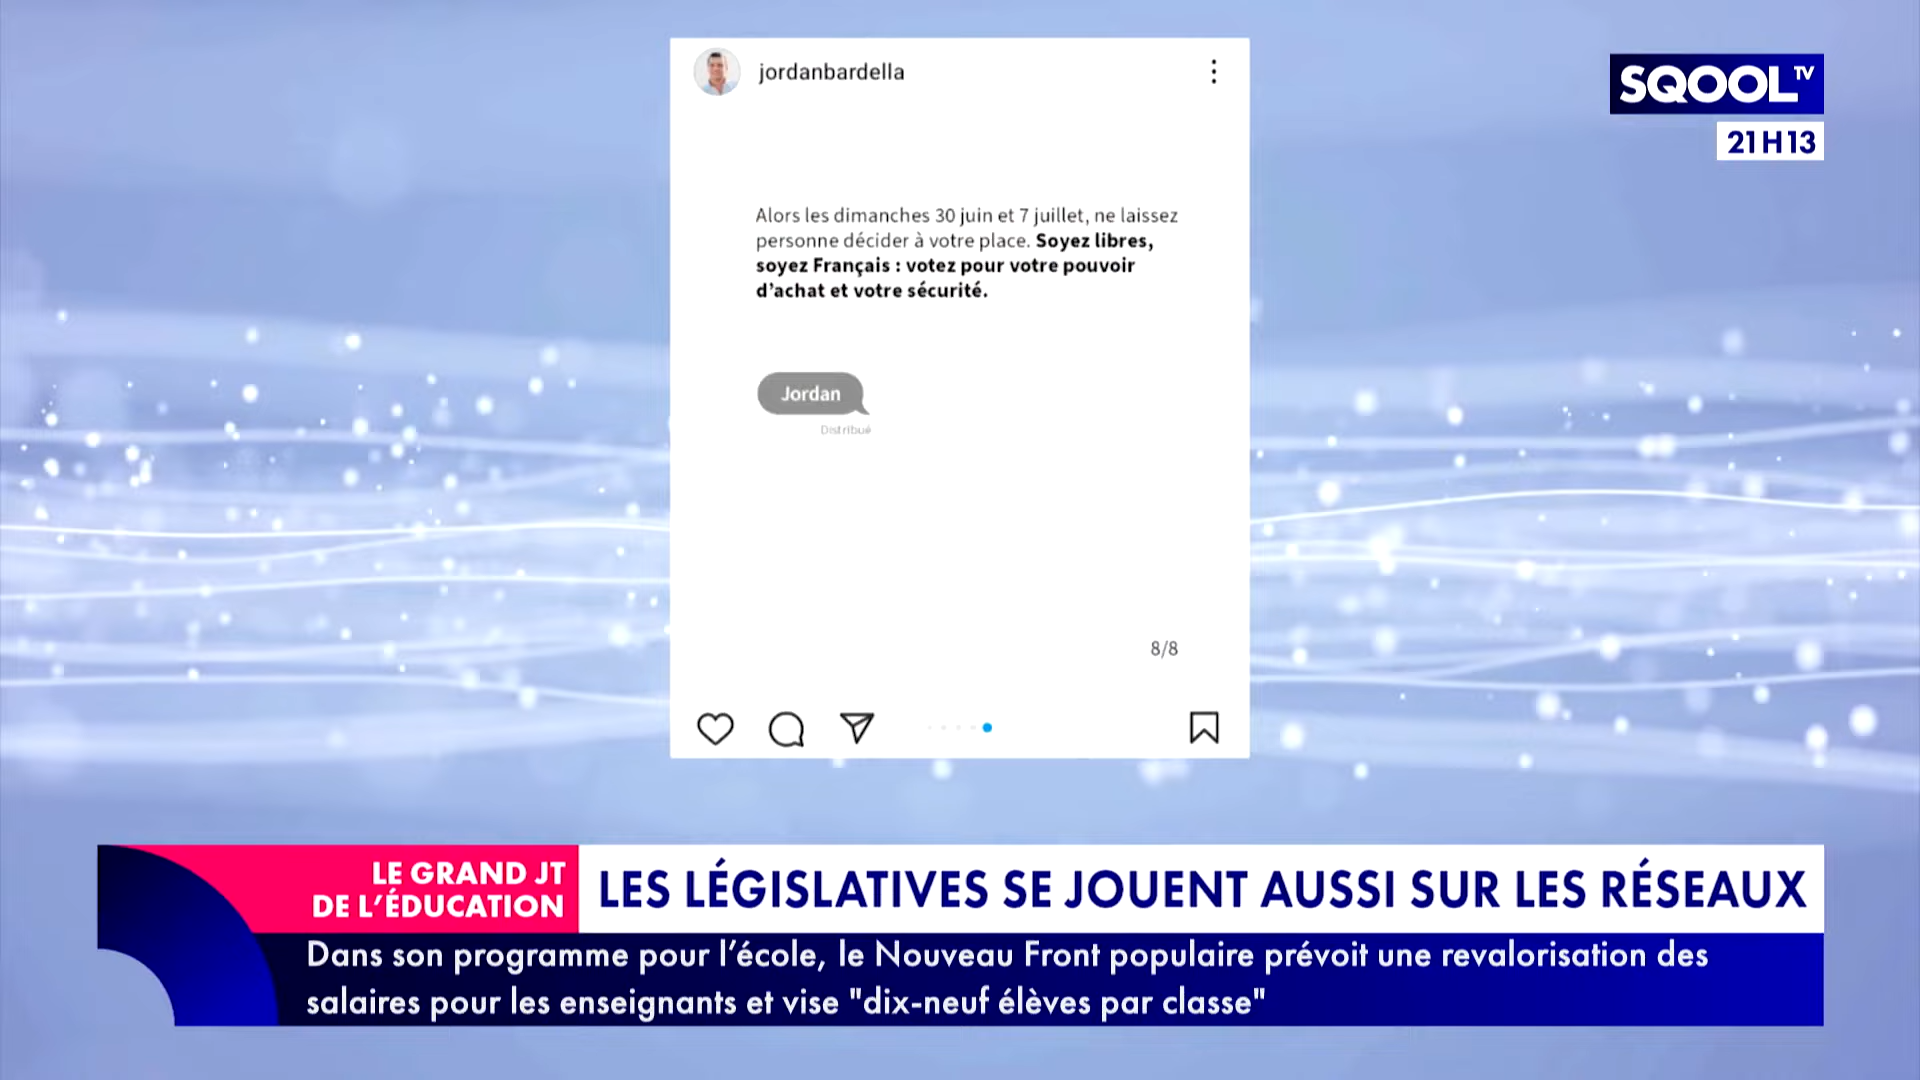 jordanbardella
SQOOL TV
21H13
Alors les dimanches 30 juin et 7 juillet, ne laissez
personne décider à votre place. Soyez libres,
soyez Français : votez pour votre pouvoir
d’achat et votre sécurité.
Jordan
Distribué
8/8
LE GRAND JT
DE L’ÉDUCATION
LES LÉGISLATIVES SE JOUENT AUSSI SUR LES RÉSEAUX
Dans son programme pour l’école, le Nouveau Front populaire prévoit une revalorisation des
salaires pour les enseignants et vise "dix-neuf élèves par classe"